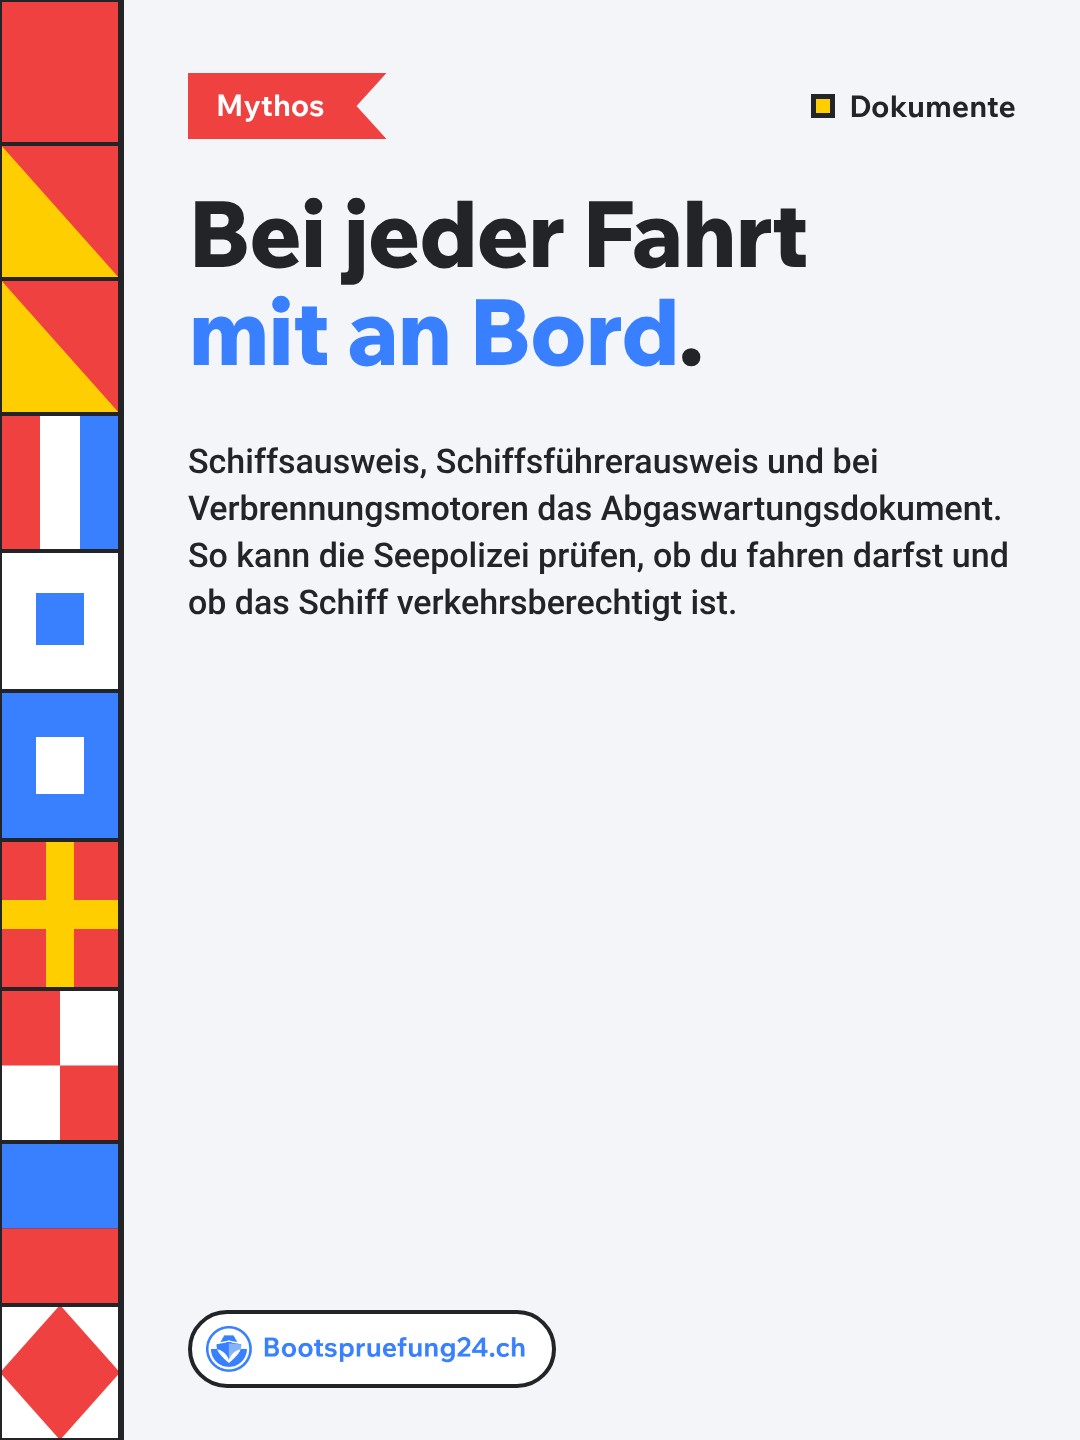 Mythos
Dokumente
Bei jeder Fahrt
mit an Bord.
Schiffsausweis, Schiffsführerausweis und bei
Verbrennungsmotoren das Abgaswartungsdokument.
So kann die Seepolizei prüfen, ob du fahren darfst und
ob das Schiff verkehrsberechtigt ist.
Bootspruefung24.ch